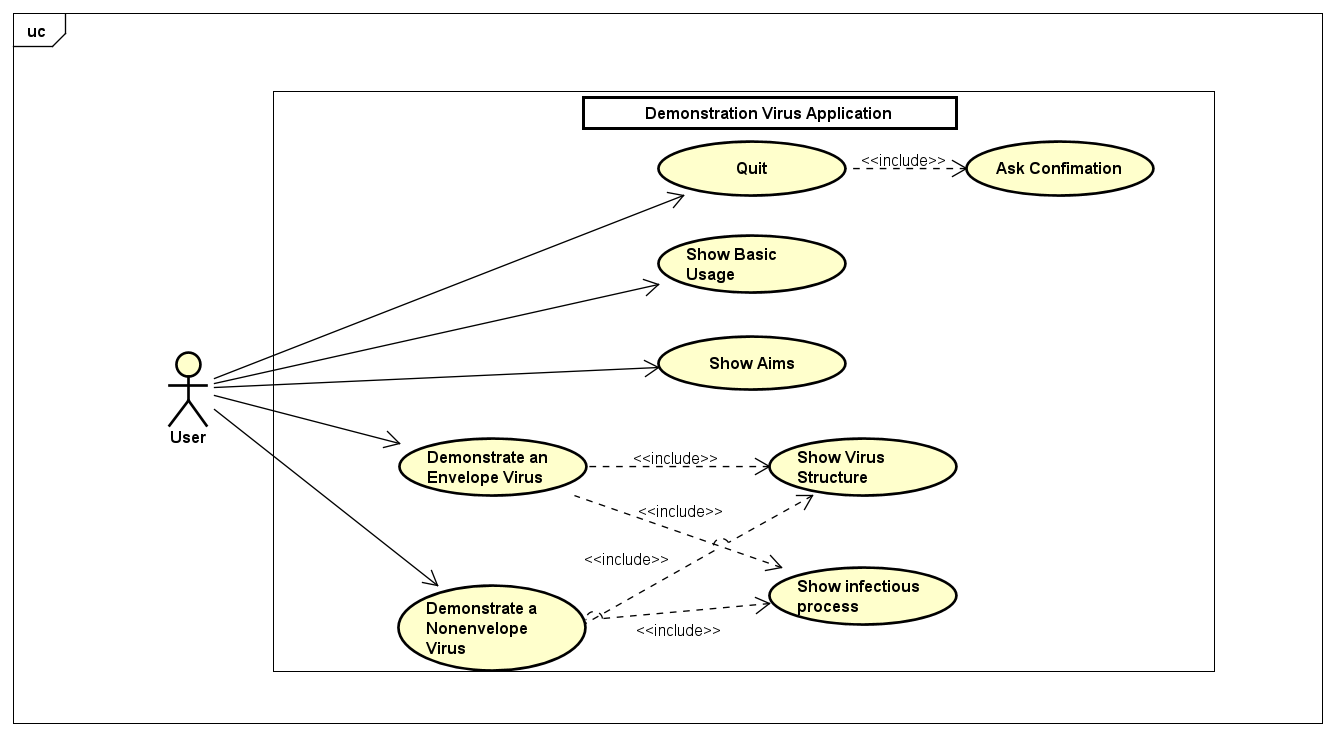 uc
Demonstration Virus Application
Quit
<<include>>
Ask Confimation
Show Basic
Usage
Show Aims
User
Demonstrate an
Envelope Virus
<<include>>
Show Virus
Structure
<<include>>
<<include>>
Show infectious
process
Demonstrate a
Nonenvelope
Virus
<<include>>